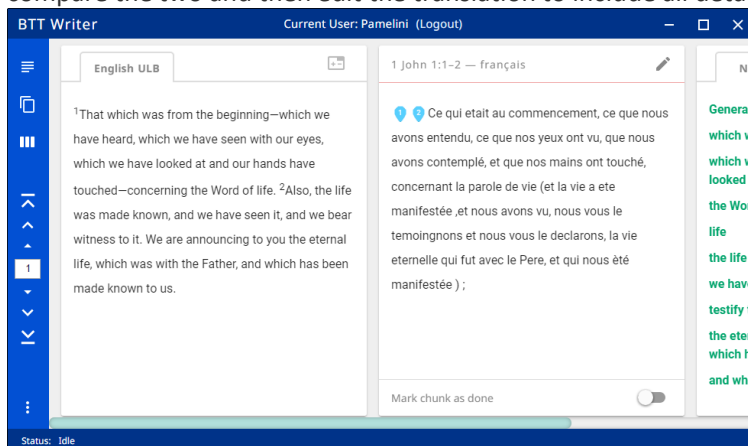 compare the two and then edit the translation to include all deta
BTT Writer
Current User: Pamelini (Logout)
English ULB
1That which was from the beginning—which we
have heard, which we have seen with our eyes,
which we have looked at and our hands have
touched—concerning the Word of life. 2Also, the life
was made known, and we have seen it, and we bear
witness to it. We are announcing to you the eternal
life, which was with the Father, and which has been
made known to us.
1 John 1:1–2 — français
1 2 Ce qui etait au commencement, ce que nous
avons entendu, ce que nos yeux ont vu, que nous
avons contemplé, et que nos mains ont touché,
concernant la parole de vie (et la vie a ete
manifestée ,et nous avons vu, nous vous le
temoingnons et nous vous le declarons, la vie
eternelle qui fut avec le Pere, et qui nous èté
manifestée ) ;
Mark chunk as done
N
Genera
which w
which w
looked
the Wor
life
the life
we have
testify
the eter
which h
and wh
1
Status: Idle